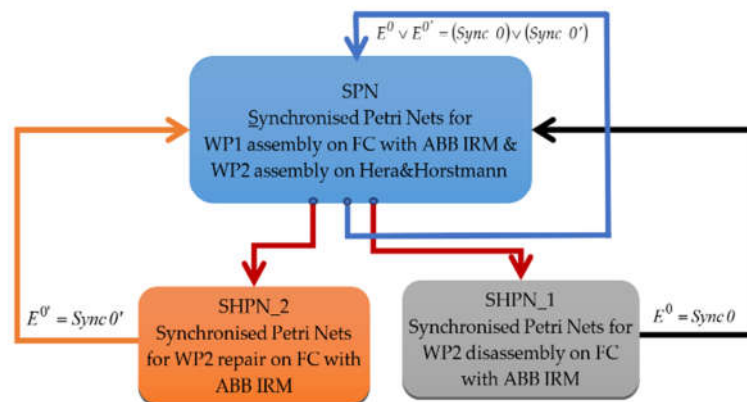 E⁰ ∨ E⁰' = (Sync 0) ∨ (Sync 0')
SPN
Synchronised Petri Nets for
WP1 assembly on FC with ABB IRM &
WP2 assembly on Hera&Horstmann
E⁰' = Sync 0'
SHPN_2
Synchronised Petri Nets
for WP2 repair on FC with
ABB IRM
SHPN_1
Synchronised Petri Nets for
WP2 disassembly on FC
with ABB IRM
E⁰ = Sync 0